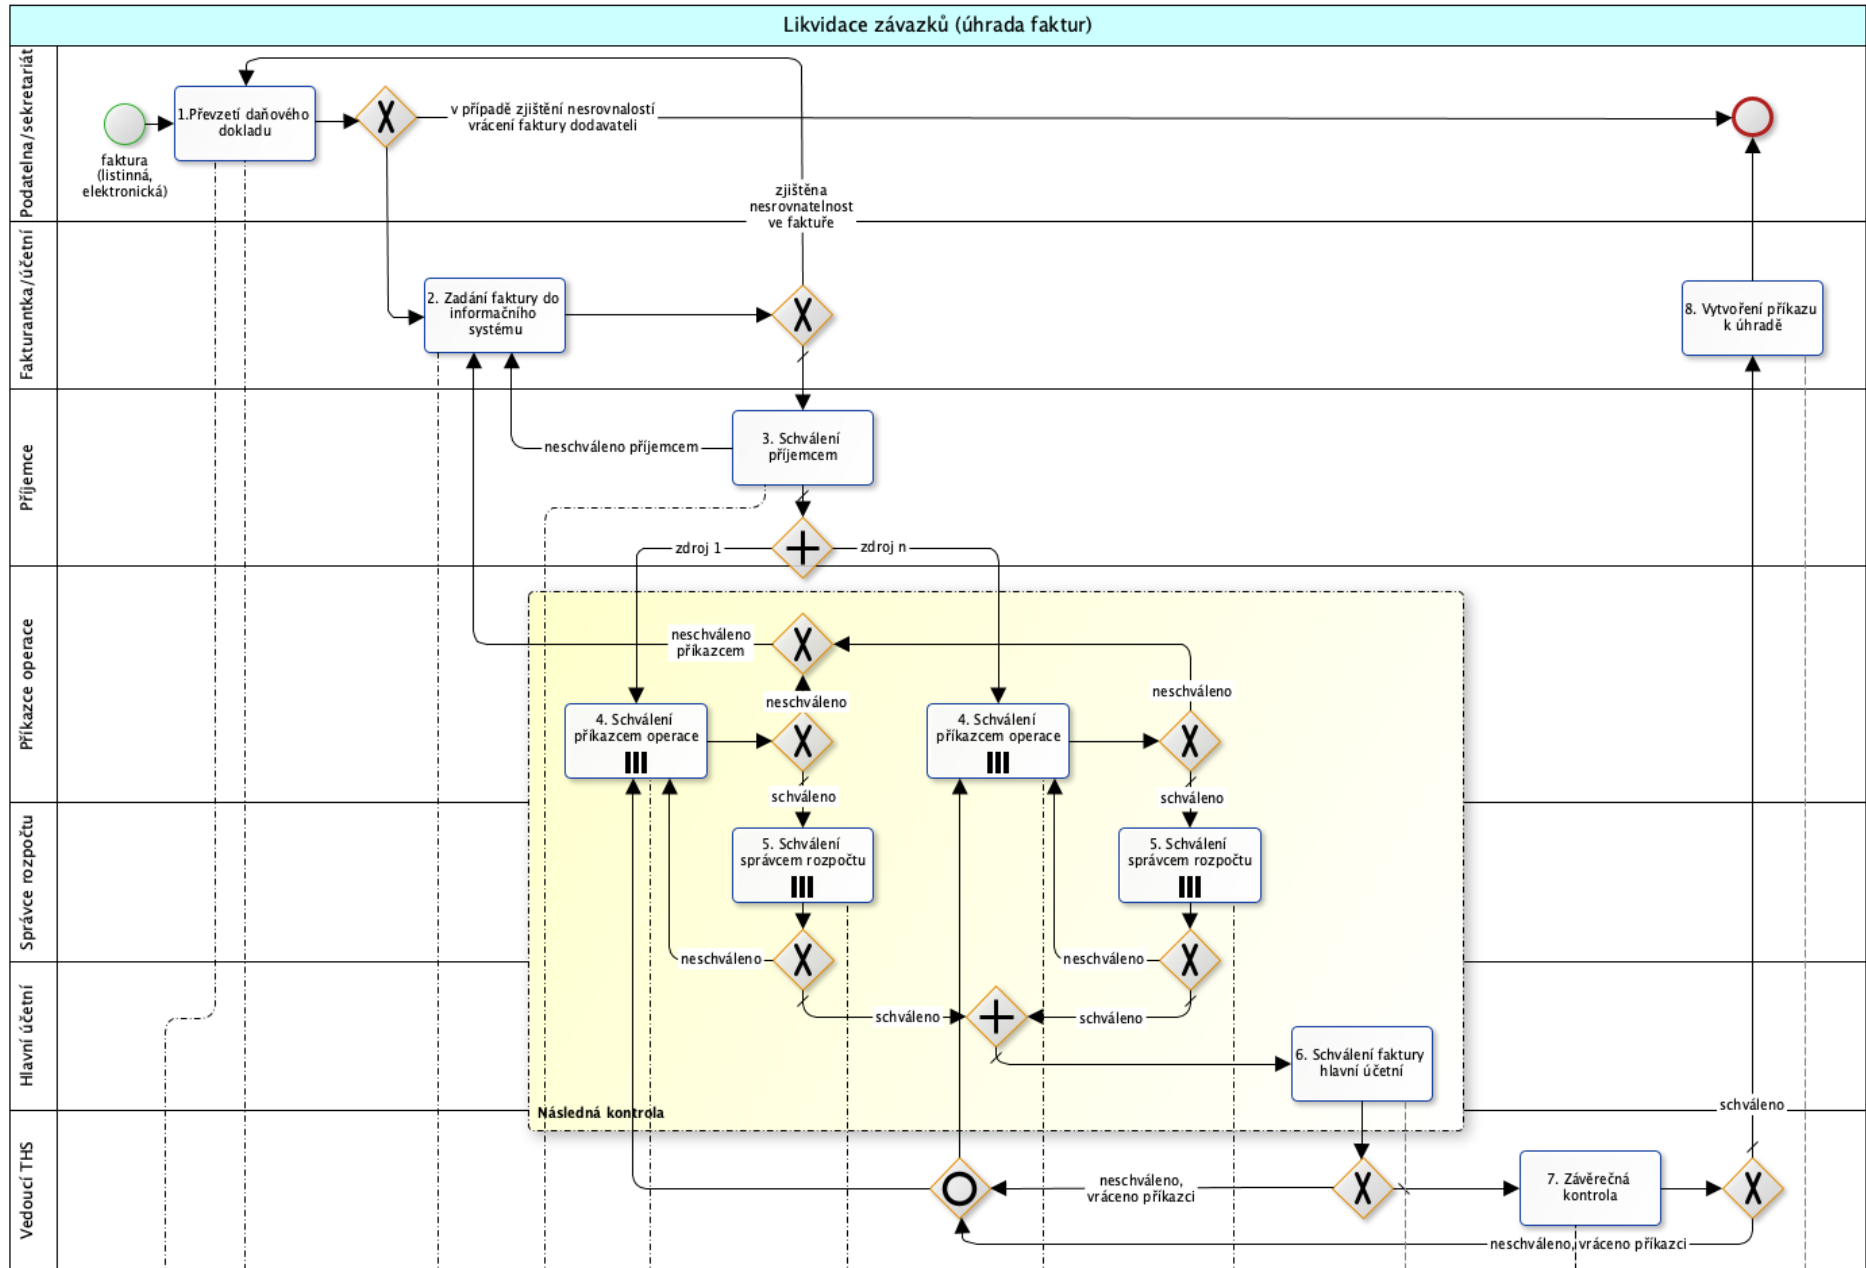 Likvidace závazků (úhrada faktur)
Podatelna/sekretariát
faktura
(listinná,
elektronická)
1.Převzetí daňového
dokladu
v případě zjištění nesrovnalostí
vrácení faktury dodavateli
zjištěna
nesrovnatelnost
ve faktuře
Fakturantka/účetní
2. Zadání faktury do
informačního
systému
8. Vytvoření příkazu
k úhradě
Příjemce
neschváleno příjemcem
3. Schválení
příjemcem
zdroj 1
zdroj n
Příkazce operace
neschváleno
příkazcem
neschváleno
neschváleno
4. Schválení
příkazcem operace
4. Schválení
příkazcem operace
schváleno
schváleno
Správce rozpočtu
5. Schválení
správcem rozpočtu
5. Schválení
správcem rozpočtu
neschváleno
neschváleno
Hlavní účetní
schváleno
schváleno
6. Schválení faktury
hlavní účetní
Následná kontrola
schváleno
Vedoucí THS
neschváleno,
vráceno příkazci
7. Závěrečná
kontrola
neschváleno, vráceno příkazci